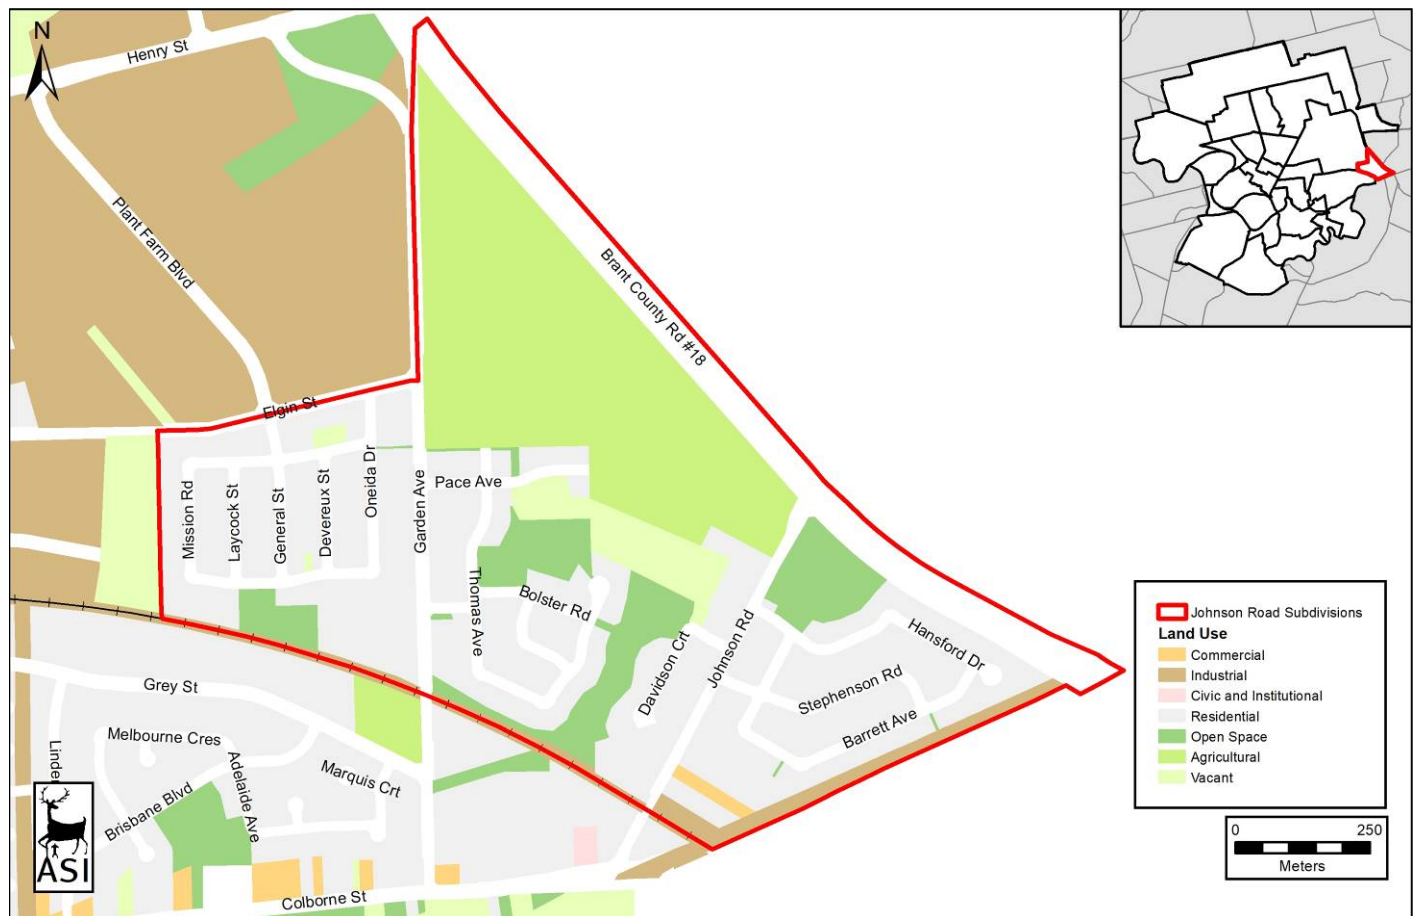 N
Henry St
Plant Farm Blvd
Brant County Rd #18
Elgin St
Mission Rd
Laycock St
General St
Devereux St
Oneida Dr
Garden Ave
Pace Ave
Thomas Ave
Bolster Rd
Davidson Crt
Johnson Rd
Hansford Dr
Stephenson Rd
Barrett Ave
Grey St
Melbourne Cres
Linden
Brisbane Blvd
Adelaide Ave
Marquis Crt
Colborne St
ASI
Johnson Road Subdivisions
Land Use
Commercial
Industrial
Civic and Institutional
Residential
Open Space
Agricultural
Vacant
0 250
Meters